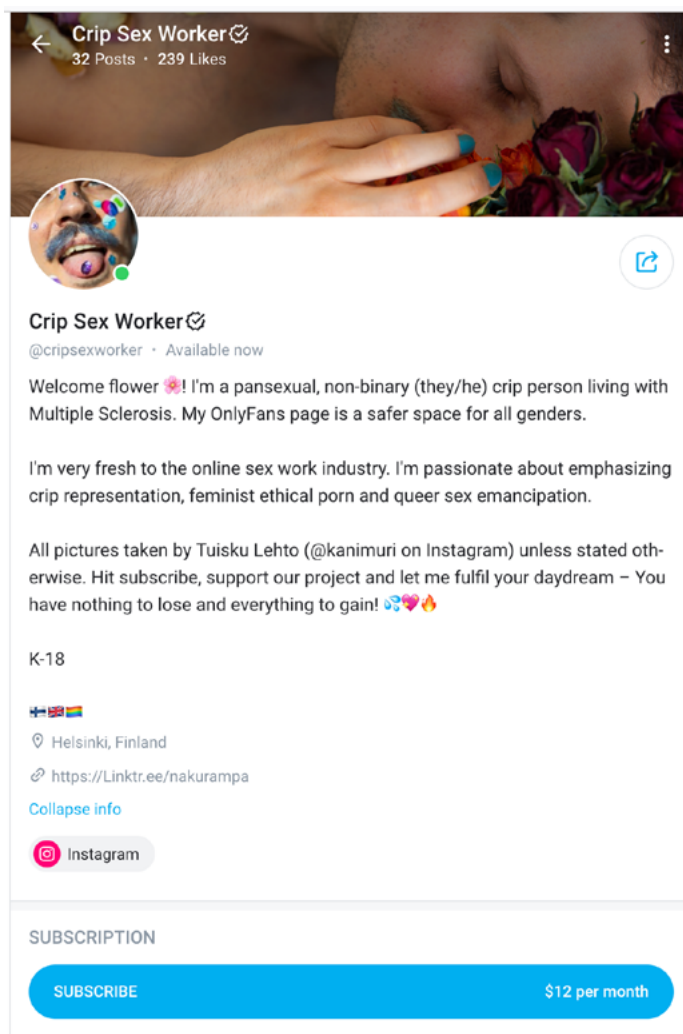 Crip Sex Worker
32 Posts · 239 Likes
Crip Sex Worker
@cripsexworker · Available now
Welcome flower 🌸! I'm a pansexual, non-binary (they/he) crip person living with
Multiple Sclerosis. My OnlyFans page is a safer space for all genders.
I'm very fresh to the online sex work industry. I'm passionate about emphasizing
crip representation, feminist ethical porn and queer sex emancipation.
All pictures taken by Tuisku Lehto (@kanimuri on Instagram) unless stated oth-
erwise. Hit subscribe, support our project and let me fulfil your daydream – You
have nothing to lose and everything to gain! 💦💖🔥
K-18
🇫🇮🇬🇧🏳️‍🌈
Helsinki, Finland
https://Linktr.ee/nakurampa
Collapse info
Instagram
SUBSCRIPTION
SUBSCRIBE $12 per month